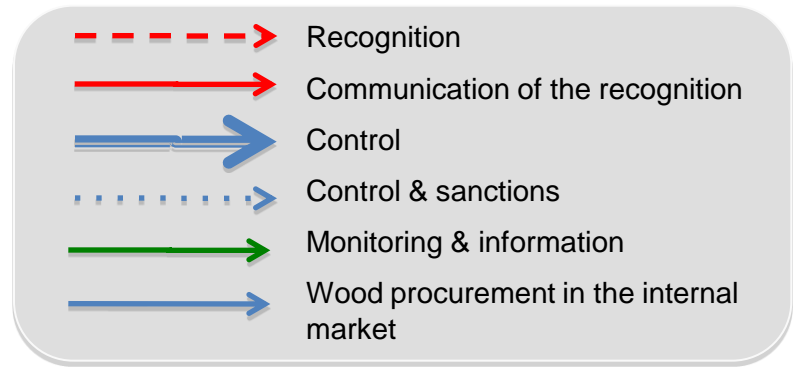 Recognition
Communication of the recognition
Control
Control & sanctions
Monitoring & information
Wood procurement in the internal
market